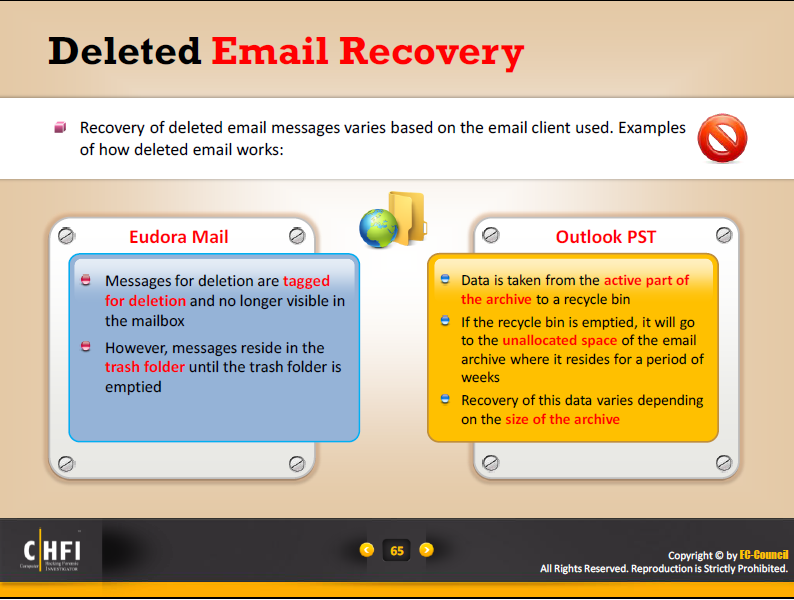 Deleted Email Recovery
Recovery of deleted email messages varies based on the email client used. Examples
of how deleted email works:
Eudora Mail
Messages for deletion are tagged
for deletion and no longer visible in
the mailbox
However, messages reside in the
trash folder until the trash folder is
emptied
Outlook PST
Data is taken from the active part of
the archive to a recycle bin
If the recycle bin is emptied, it will go
to the unallocated space of the email
archive where it resides for a period of
weeks
Recovery of this data varies depending
on the size of the archive
CHFI
Computer Hacking Forensic
INVESTIGATOR
65
Copyright © by EC-Council
All Rights Reserved. Reproduction is Strictly Prohibited.